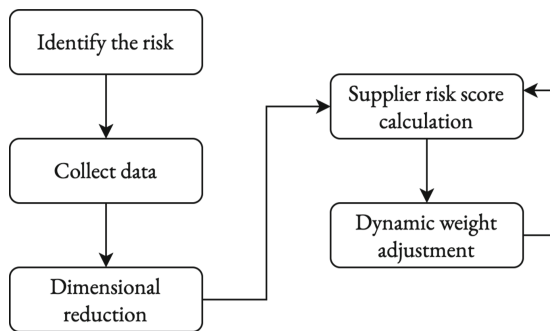 Identify the risk
Collect data
Dimensional
reduction
Supplier risk score
calculation
Dynamic weight
adjustment